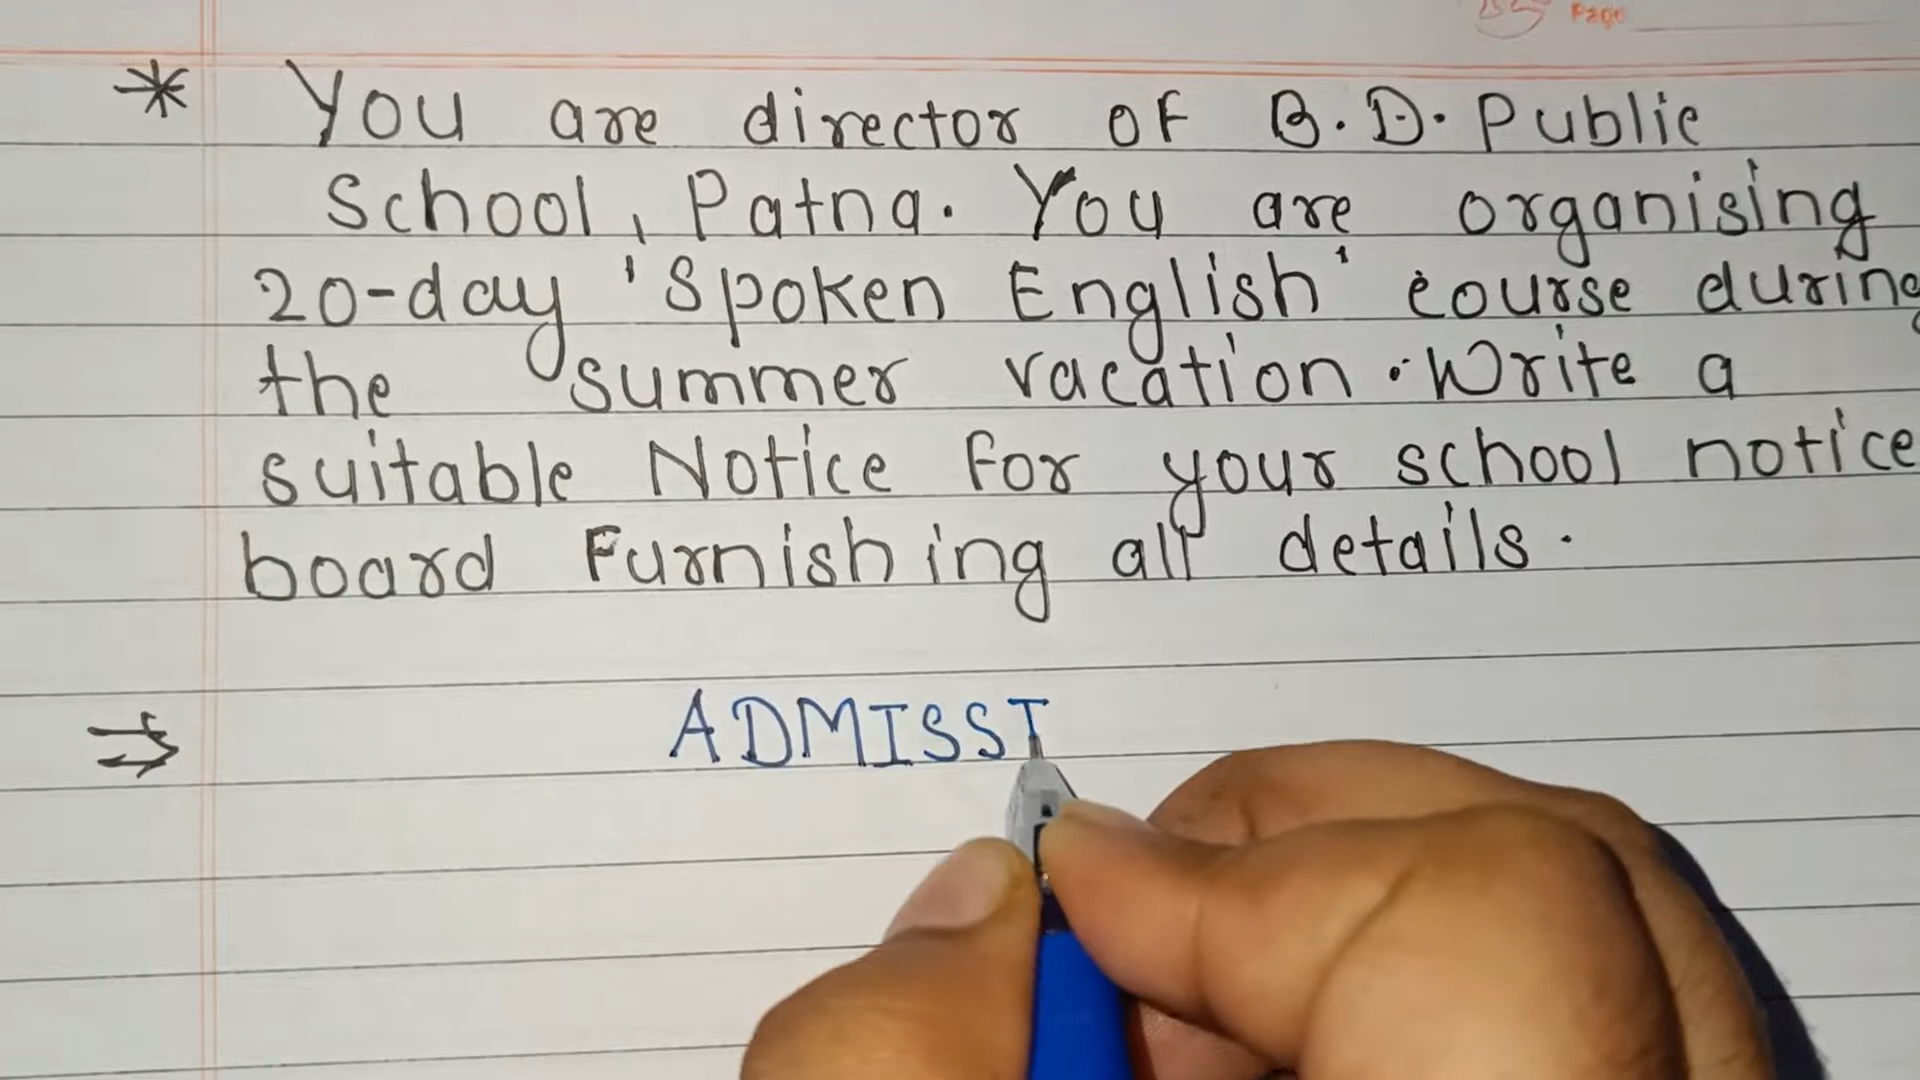 Page
* You are director of B.D. Public
School, Patna. You are organising
20-day 'Spoken English' course during
the summer vacation. Write a
suitable Notice for your school notice
board Furnishing all details.
⇒ ADMISSI